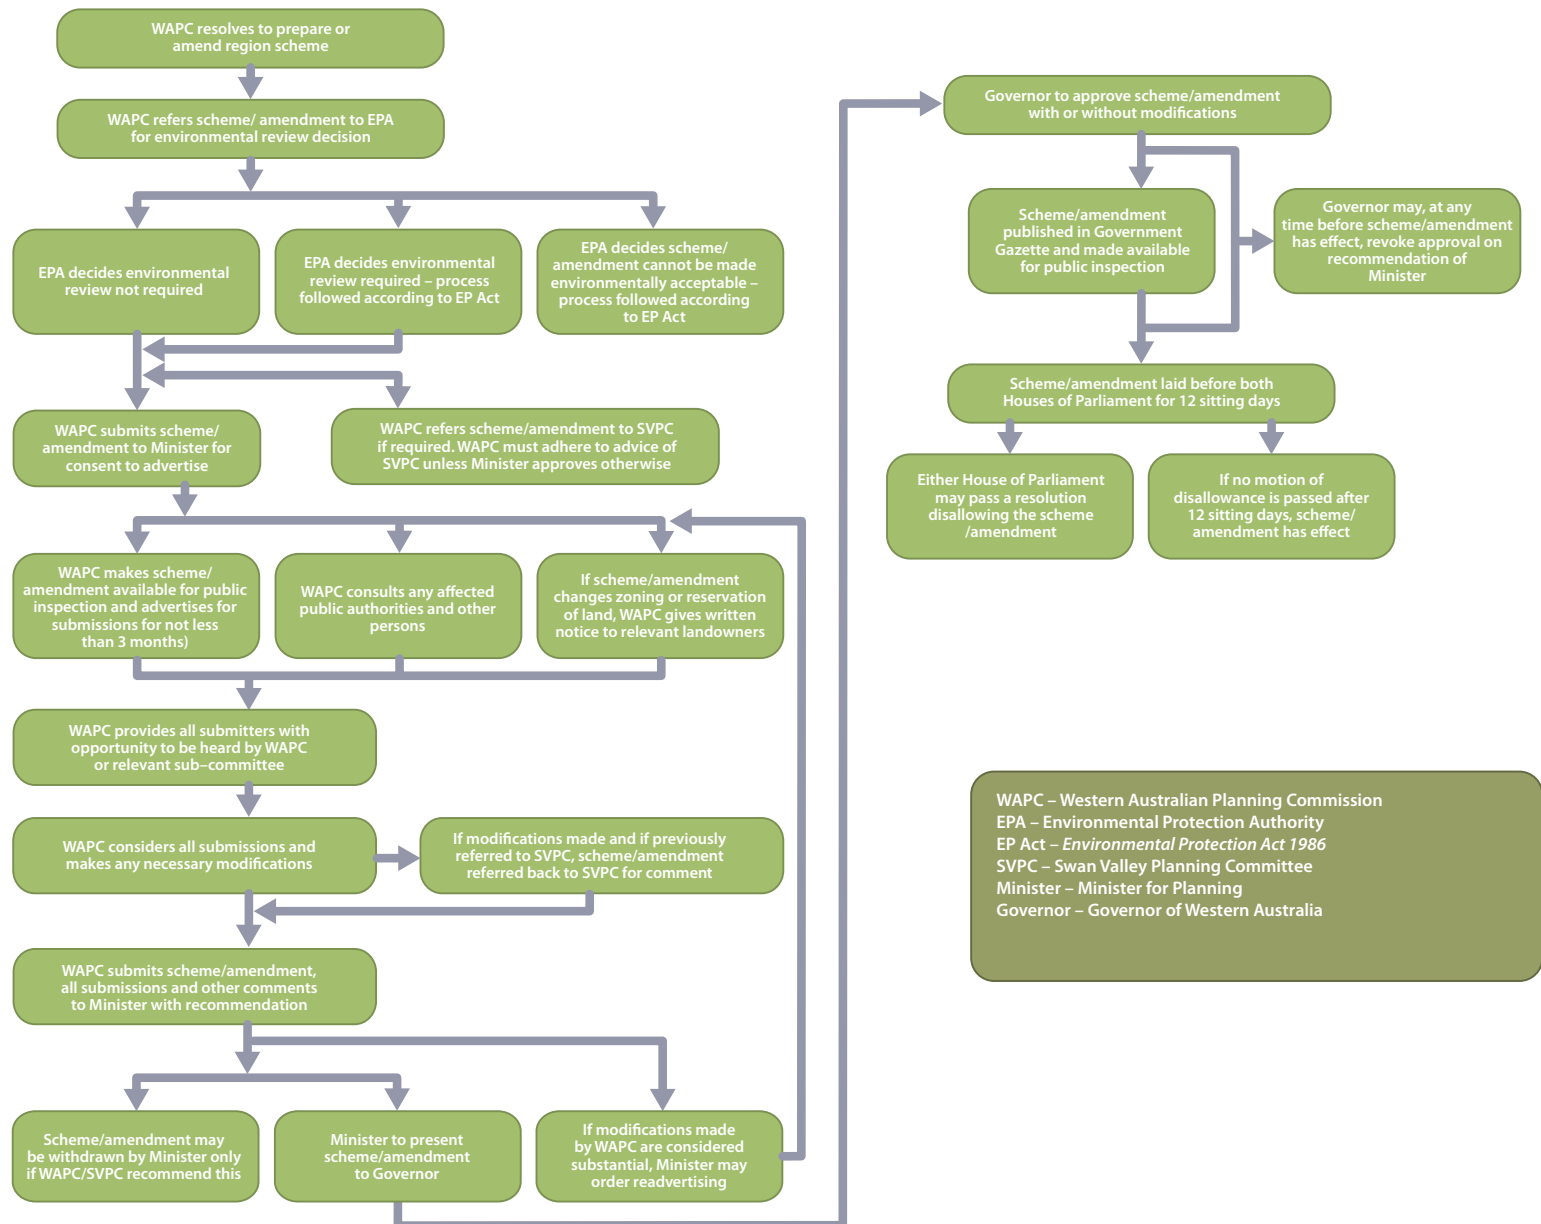 WAPC resolves to prepare or
amend region scheme
WAPC refers scheme/ amendment to EPA
for environmental review decision
EPA decides environmental
review not required
EPA decides environmental
review required – process
followed according to EP Act
EPA decides scheme/
amendment cannot be made
environmentally acceptable –
process followed according
to EP Act
WAPC submits scheme/
amendment to Minister for
consent to advertise
WAPC refers scheme/amendment to SVPC
if required. WAPC must adhere to advice of
SVPC unless Minister approves otherwise
WAPC makes scheme/
amendment available for public
inspection and advertises for
submissions for not less
than 3 months)
WAPC consults any affected
public authorities and other
persons
If scheme/amendment
changes zoning or reservation
of land, WAPC gives written
notice to relevant landowners
WAPC provides all submitters with
opportunity to be heard by WAPC
or relevant sub–committee
WAPC considers all submissions and
makes any necessary modifications
If modifications made and if previously
referred to SVPC, scheme/amendment
referred back to SVPC for comment
WAPC submits scheme/amendment,
all submissions and other comments
to Minister with recommendation
Scheme/amendment may
be withdrawn by Minister only
if WAPC/SVPC recommend this
Minister to present
scheme/amendment
to Governor
If modifications made
by WAPC are considered
substantial, Minister may
order readvertising
Governor to approve scheme/amendment
with or without modifications
Scheme/amendment
published in Government
Gazette and made available
for public inspection
Governor may, at any
time before scheme/amendment
has effect, revoke approval on
recommendation of
Minister
Scheme/amendment laid before both
Houses of Parliament for 12 sitting days
Either House of Parliament
may pass a resolution
disallowing the scheme
/amendment
If no motion of
disallowance is passed after
12 sitting days, scheme/
amendment has effect
WAPC – Western Australian Planning Commission
EPA – Environmental Protection Authority
EP Act – Environmental Protection Act 1986
SVPC – Swan Valley Planning Committee
Minister – Minister for Planning
Governor – Governor of Western Australia